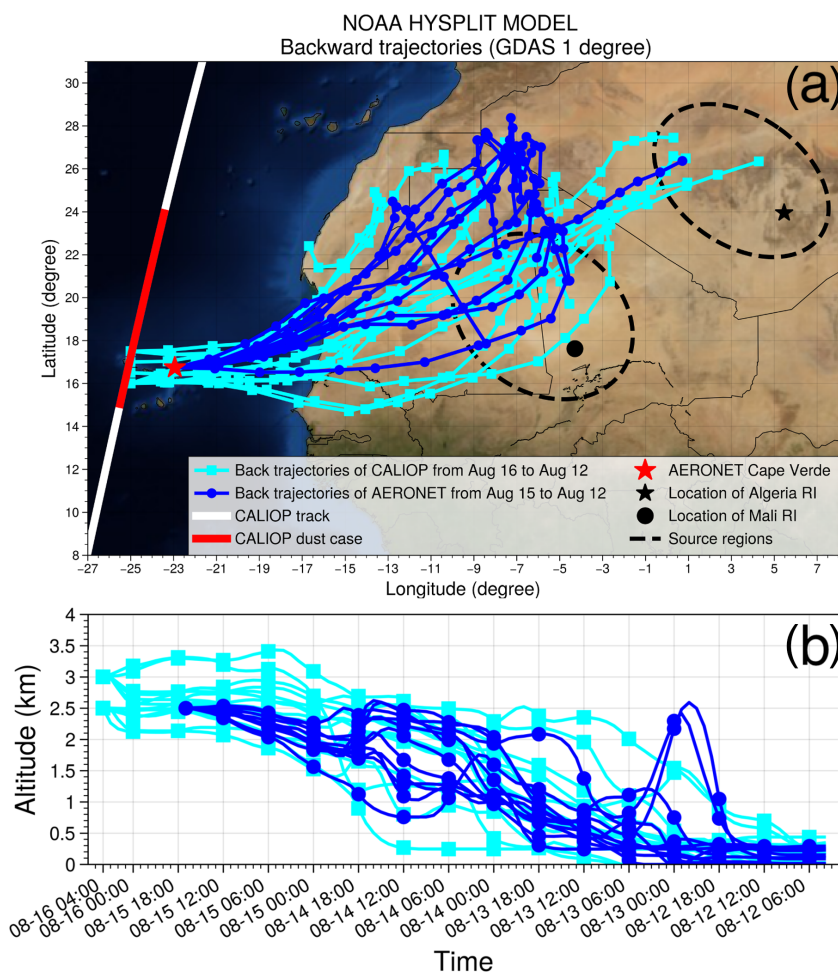 NOAA HYSPLIT MODEL
Backward trajectories (GDAS 1 degree)
(a)
30
28
26
24
22
20
18
16
14
12
10
8
Latitude (degree)
Back trajectories of CALIOP from Aug 16 to Aug 12
Back trajectories of AERONET from Aug 15 to Aug 12
CALIOP track
CALIOP dust case
AERONET Cape Verde
Location of Algeria RI
Location of Mali RI
Source regions
−27 −25 −23 −21 −19 −17 −15 −13 −11 −9 −7 −5 −3 −1 1 3 5 7
Longitude (degree)
(b)
4
3.5
3
2.5
2
1.5
1
0.5
0
Altitude (km)
08-16 04:00
08-16 00:00
08-15 18:00
08-15 12:00
08-15 06:00
08-15 00:00
08-14 18:00
08-14 12:00
08-14 06:00
08-14 00:00
08-13 18:00
08-13 12:00
08-13 06:00
08-13 00:00
08-12 18:00
08-12 12:00
08-12 06:00
Time